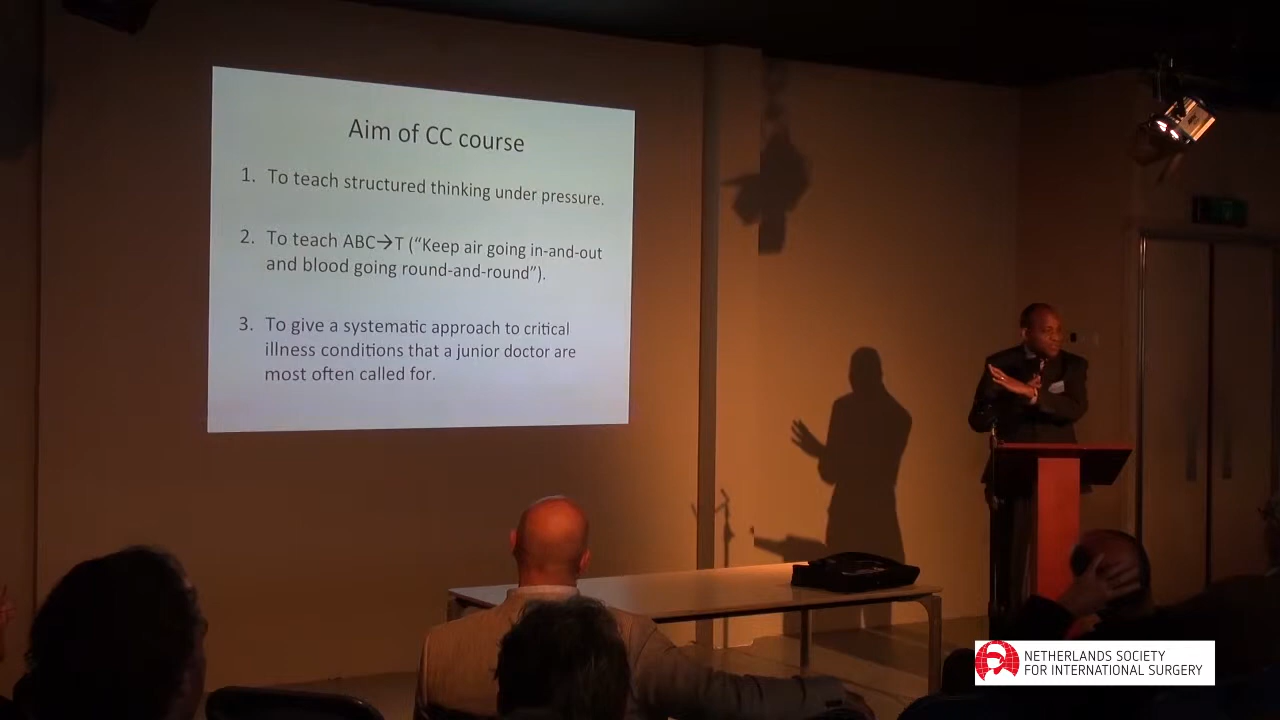 Aim of CC course
1. To teach structured thinking under pressure.
2. To teach ABC→T (“Keep air going in-and-out
and blood going round-and-round”).
3. To give a systematic approach to critical
illness conditions that a junior doctor are
most often called for.
NETHERLANDS SOCIETY
FOR INTERNATIONAL SURGERY